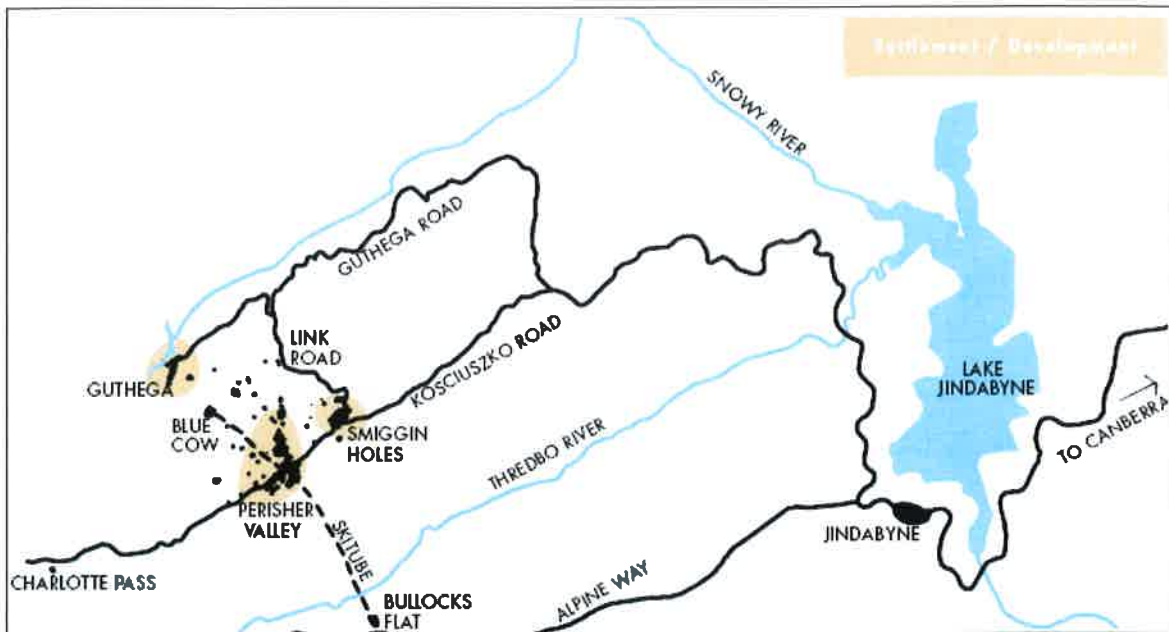 Settlement / Development
SNOWY RIVER
GUTHEGA ROAD
LINK
ROAD
KOSCIUSZKO ROAD
GUTHEGA
BLUE
COW
SMIGGIN
HOLES
LAKE
JINDABYNE
TO CANBERRA
THREDBO RIVER
PERISHER
VALLEY
SKITUBE
JINDABYNE
CHARLOTTE PASS
BULLOCKS
FLAT
ALPINE WAY